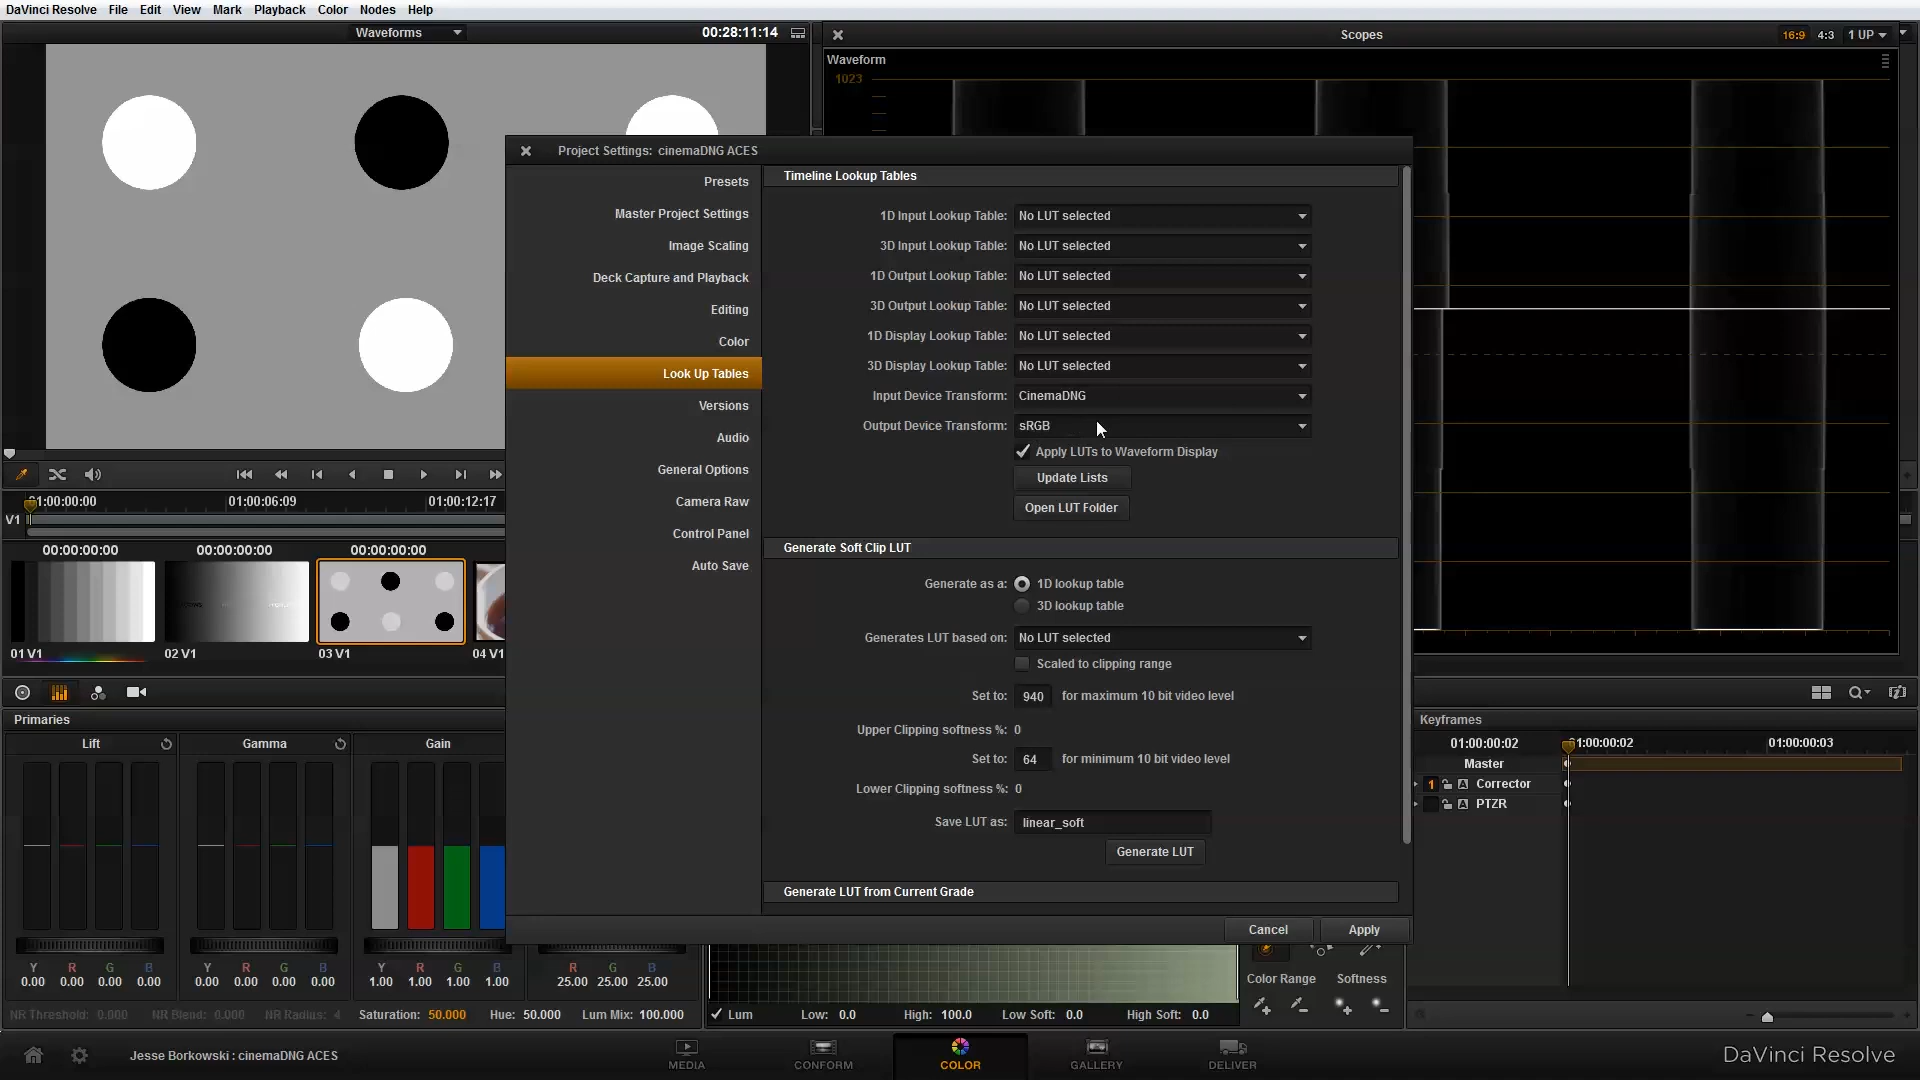 DaVinci Resolve File Edit View Mark Playback Color Nodes Help
Waveforms 00:28:11:14
Scopes 16:9 4:3 1 UP
Waveform
1023
Project Settings: cinemaDNG ACES
Presets
Master Project Settings
Image Scaling
Deck Capture and Playback
Editing
Color
Look Up Tables
Versions
Audio
General Options
Camera Raw
Control Panel
Auto Save
Timeline Lookup Tables
1D Input Lookup Table: No LUT selected
3D Input Lookup Table: No LUT selected
1D Output Lookup Table: No LUT selected
3D Output Lookup Table: No LUT selected
1D Display Lookup Table: No LUT selected
3D Display Lookup Table: No LUT selected
Input Device Transform: CinemaDNG
Output Device Transform: sRGB
Apply LUTs to Waveform Display
Update Lists
Open LUT Folder
Generate Soft Clip LUT
Generate as a: 1D lookup table
3D lookup table
Generates LUT based on: No LUT selected
Scaled to clipping range
Set to: 940 for maximum 10 bit video level
Upper Clipping softness %: 0
Set to: 64 for minimum 10 bit video level
Lower Clipping softness %: 0
Save LUT as: linear_soft
Generate LUT
Generate LUT from Current Grade
Cancel Apply
01:00:00:00 01:00:06:09 01:00:12:17
V1
00:00:00:00 00:00:00:00 00:00:00:00
01 V1 02 V1 03 V1 04 V1
Primaries
Lift Gamma Gain
Y R G B Y R G B Y R G B R G B
0.00 0.00 0.00 0.00 0.00 0.00 0.00 0.00 1.00 1.00 1.00 1.00 25.00 25.00 25.00
NR Threshold: 0.000 NR Blend: 0.000 NR Radius: 4 Saturation: 50.000 Hue: 50.000 Lum Mix: 100.000
Color Range Softness
Lum Low: 0.0 High: 100.0 Low Soft: 0.0 High Soft: 0.0
Keyframes
01:00:00:02 01:00:00:02 01:00:00:03
Master
1 A Corrector
A PTZR
Jesse Borkowski : cinemaDNG ACES
MEDIA CONFORM COLOR GALLERY DELIVER
DaVinci Resolve